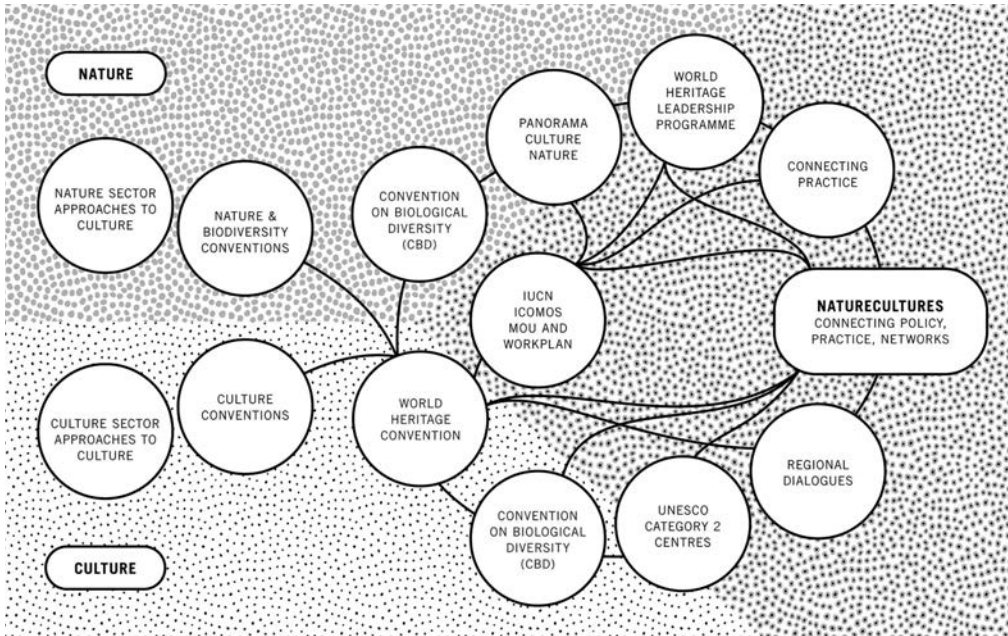 NATURE
NATURE SECTOR
APPROACHES TO
CULTURE
NATURE &
BIODIVERSITY
CONVENTIONS
CONVENTION
ON BIOLOGICAL
DIVERSITY
(CBD)
PANORAMA
CULTURE
NATURE
WORLD
HERITAGE
LEADERSHIP
PROGRAMME
CONNECTING
PRACTICE
IUCN
ICOMOS
MOU AND
WORKPLAN
NATURECULTURES
CONNECTING POLICY,
PRACTICE, NETWORKS
CULTURE SECTOR
APPROACHES TO
CULTURE
CULTURE
CONVENTIONS
WORLD
HERITAGE
CONVENTION
CONVENTION
ON BIOLOGICAL
DIVERSITY
(CBD)
UNESCO
CATEGORY 2
CENTRES
REGIONAL
DIALOGUES
CULTURE